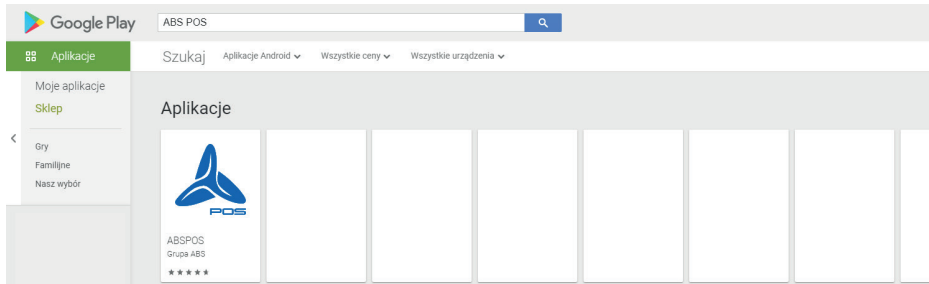 Google Play
ABS POS
Aplikacje
Szukaj
Aplikacje Android
Wszystkie ceny
Wszystkie urządzenia
Moje aplikacje
Sklep
Gry
Familijne
Nasz wybór
Aplikacje
POS
ABSPOS
Grupa ABS